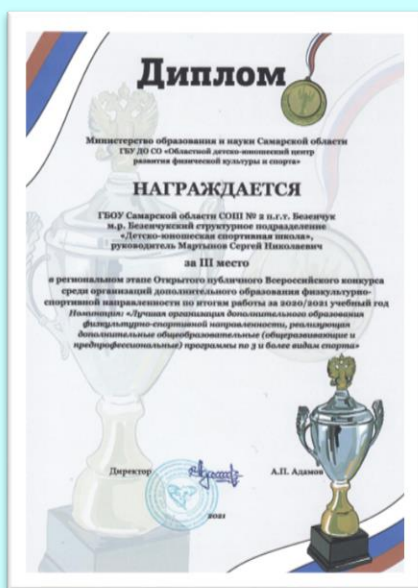 Диплом
Министерство образования и науки Самарской области
ГБУ ДО СО «Областной детско-юношеский центр
развития физической культуры и спорта»
НАГРАЖДАЕТСЯ
ГБОУ Самарской области СОШ № 2 п.г.т. Безенчук
м.р. Безенчукский структурное подразделение
«Детско-юношеская спортивная школа»,
руководитель Мартынов Сергей Николаевич
за III место
в региональном этапе Открытого публичного Всероссийского конкурса
среди организаций дополнительного образования физкультурно-
спортивной направленности по итогам работы за 2020/2021 учебный год
Номинация: «Лучшая организация дополнительного образования
физкультурно-спортивной направленности, реализующая
дополнительные общеобразовательные (общеразвивающие и
предпрофессиональные) программы по 3 и более видам спорта»
Директор А.П. Адамов
2021